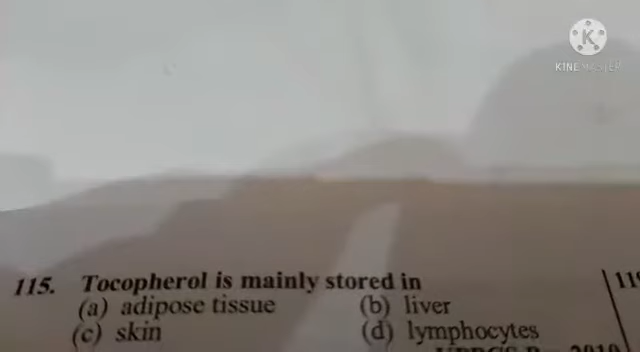 K
KINEMASTER
115. Tocopherol is mainly stored in
(a) adipose tissue (b) liver
(c) skin (d) lymphocytes